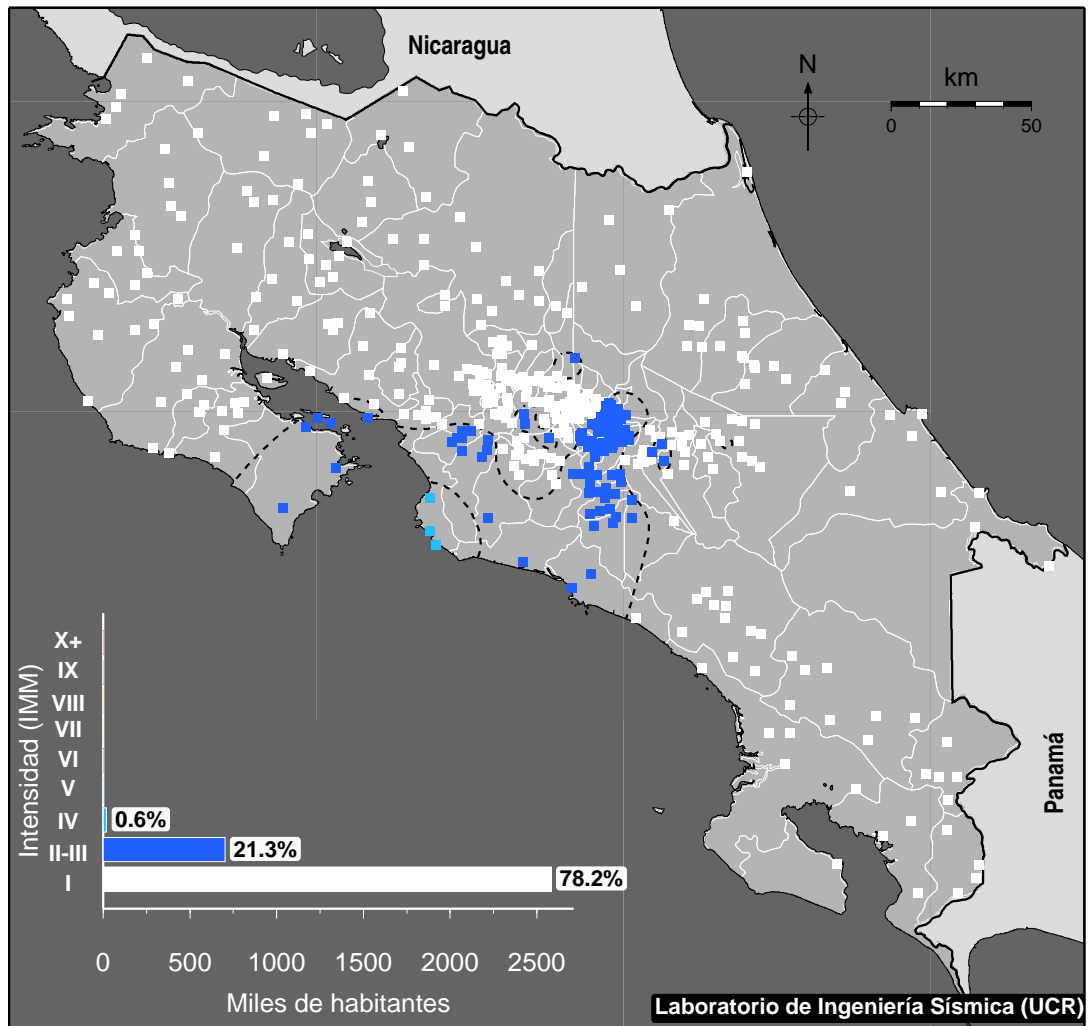 Nicaragua
N
km
0 50
Panamá
Intensidad (IMM)
X+
IX
VIII
VII
VI
V
IV 0.6%
II-III 21.3%
I 78.2%
0 500 1000 1500 2000 2500
Miles de habitantes
Laboratorio de Ingeniería Sísmica (UCR)